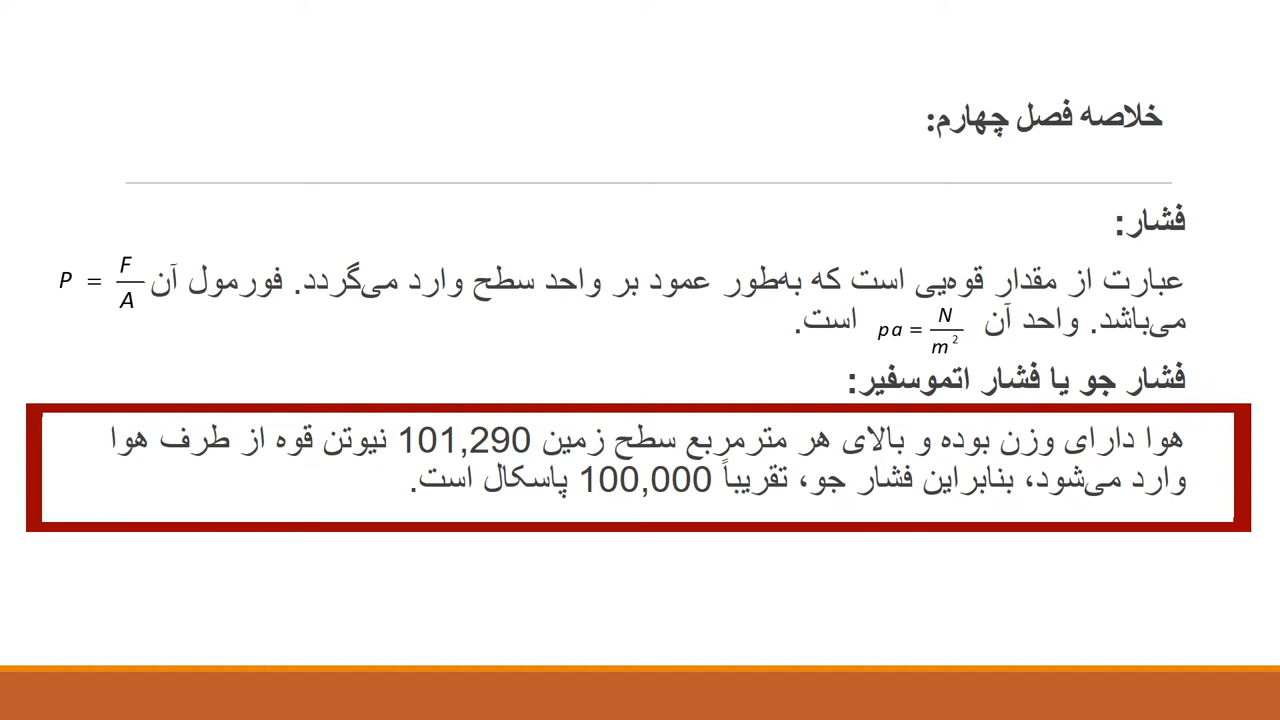 خلاصه فصل چهارم:
فشار:
عبارت از مقدار قوه‌یی است که به‌طور عمود بر واحد سطح وارد می‌گردد. فورمول آن P = F/A
می‌باشد. واحد آن pa = N/m² است.
فشار جو یا فشار اتموسفیر:
هوا دارای وزن بوده و بالای هر مترمربع سطح زمین 101,290 نیوتن قوه از طرف هوا
وارد می‌شود، بنابراین فشار جو، تقریباً 100,000 پاسکال است.